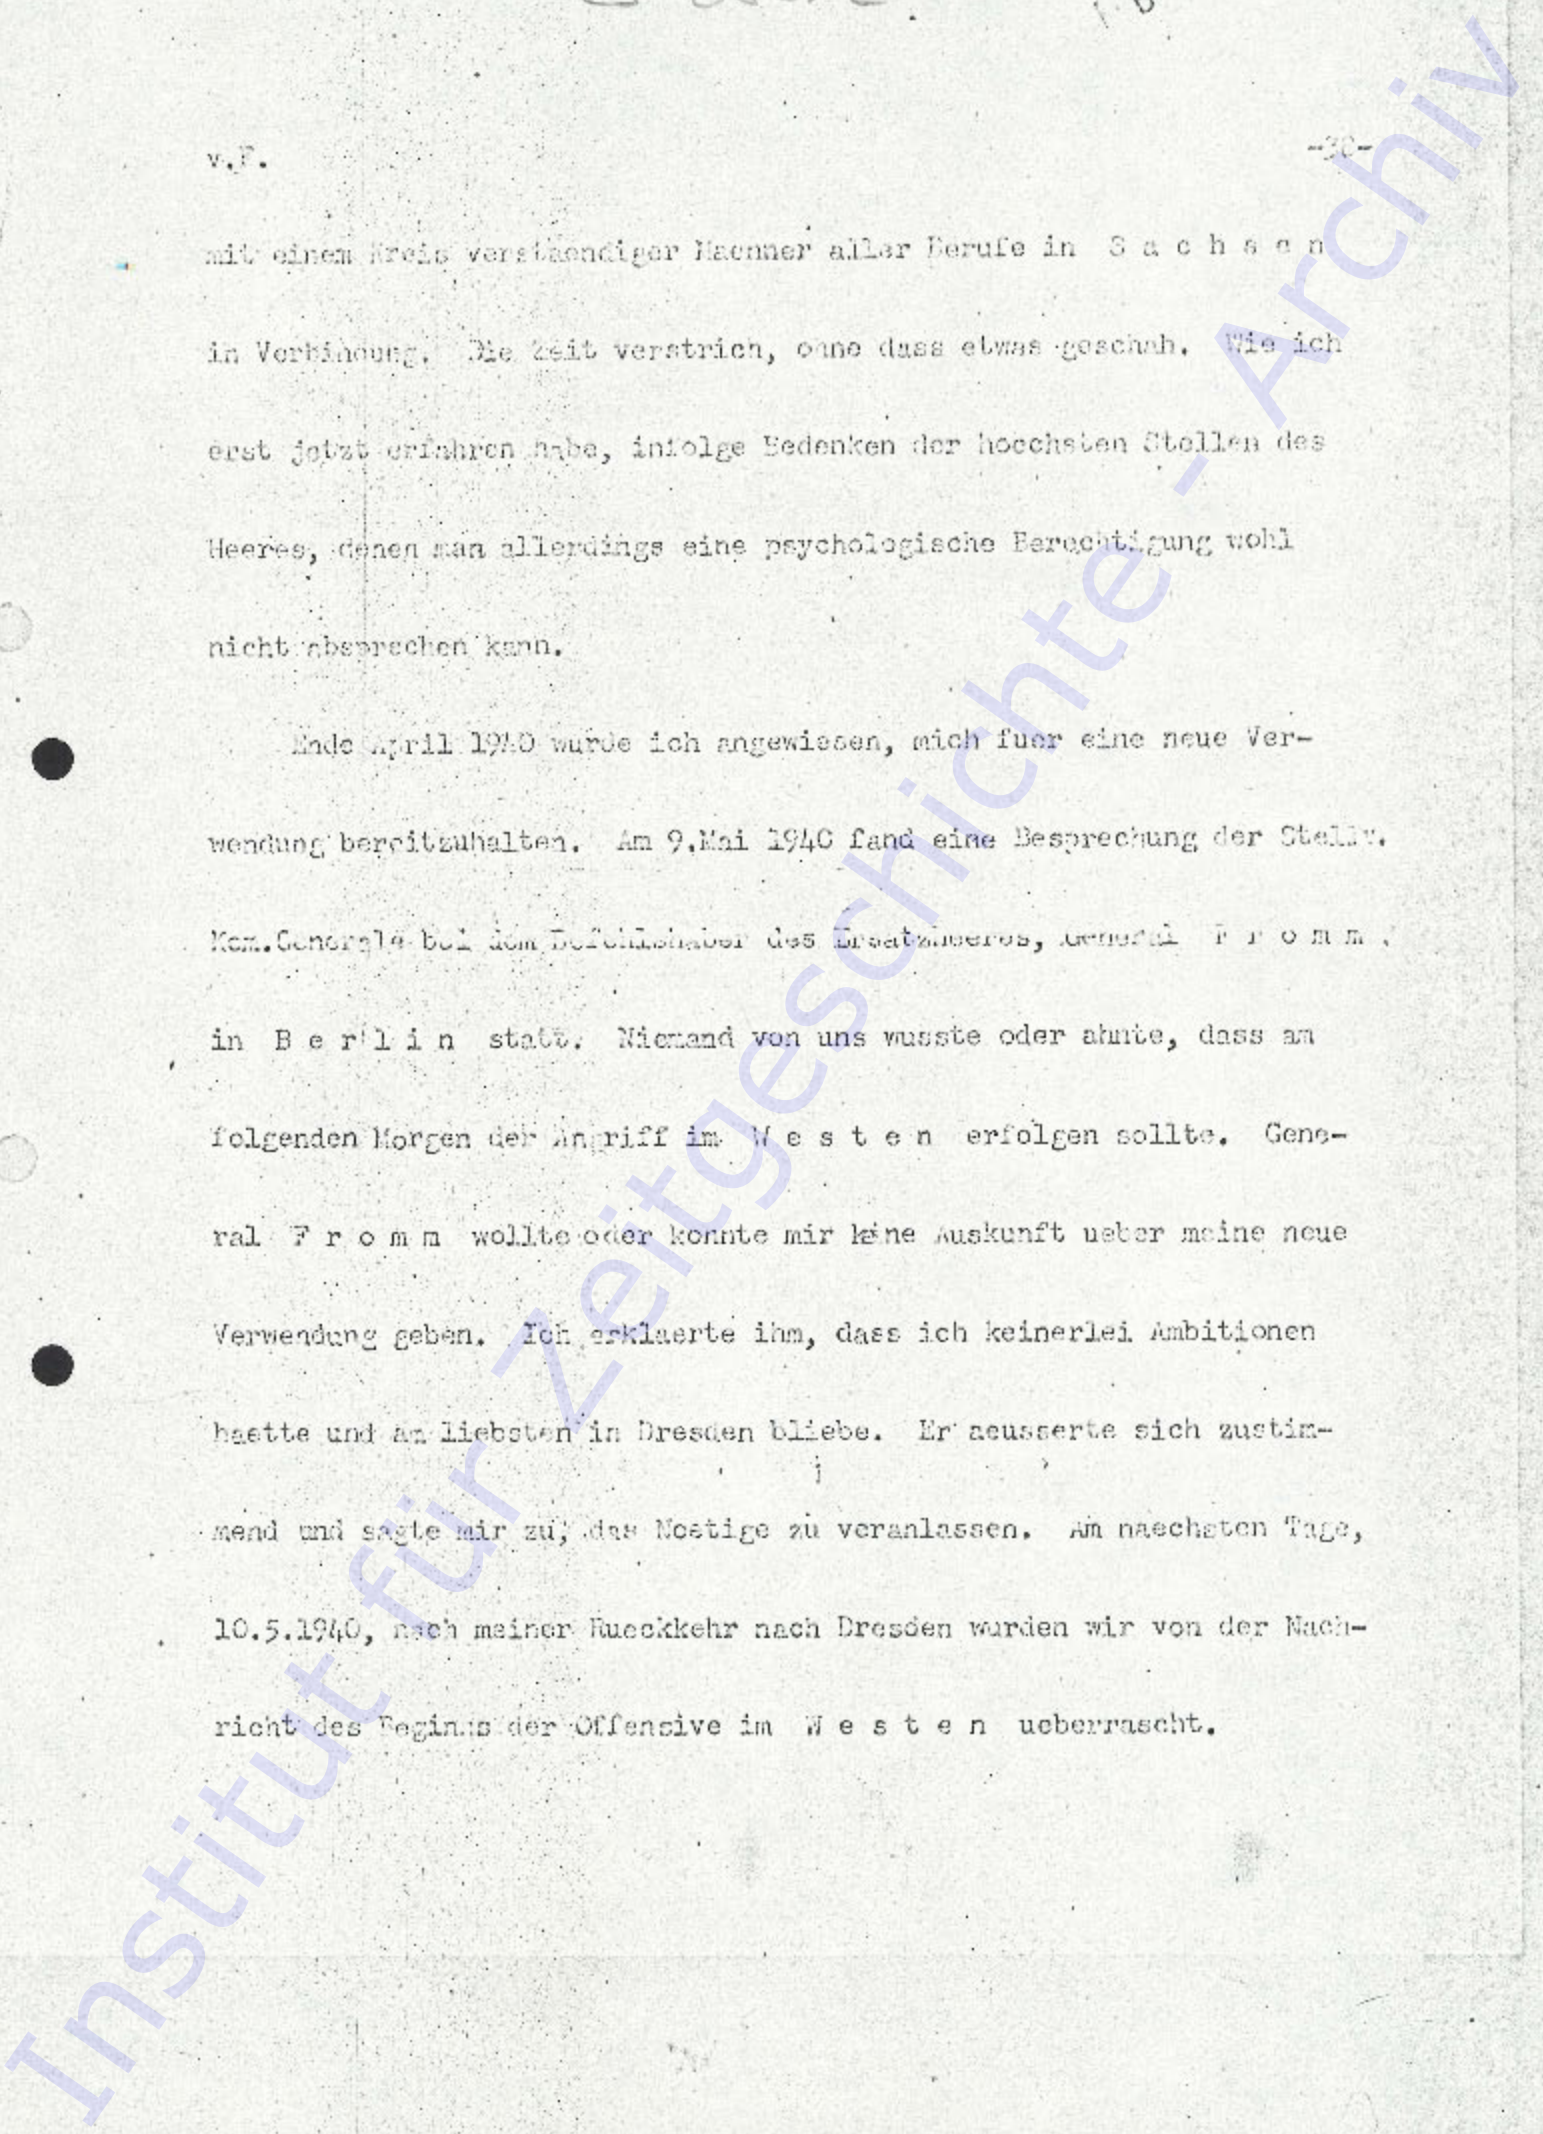 v.F.
-30-
mit einem Kreis verstaendiger Maenner aller Berufe in S a c h s e n
in Verbindung. Die Zeit verstrich, ohne dass etwas geschah. Wie ich
erst jetzt erfahren habe, infolge Bedenken der hoechsten Stellen des
Heeres, denen man allerdings eine psychologische Berechtigung wohl
nicht absprechen kann.
Ende April 1940 wurde ich angewiesen, mich fuer eine neue Ver-
wendung bereitzuhalten. Am 9.Mai 1940 fand eine Besprechung der Stellv.
Kom.Generale bei dem Befehlshaber des Ersatzheeres, General F r o m m ,
in B e r l i n statt. Niemand von uns wusste oder ahnte, dass am
folgenden Morgen der Angriff im W e s t e n erfolgen sollte. Gene-
ral F r o m m wollte oder konnte mir keine Auskunft ueber meine neue
Verwendung geben. Ich erklaerte ihm, dass ich keinerlei Ambitionen
haette und am liebsten in Dresden bliebe. Er aeusserte sich zustim-
mend und sagte mir zu, das Noetige zu veranlassen. Am naechsten Tage,
10.5.1940, nach meiner Rueckkehr nach Dresden wurden wir von der Nach-
richt des Beginns der Offensive im W e s t e n ueberrascht.
Institut für Zeitgeschichte - Archiv